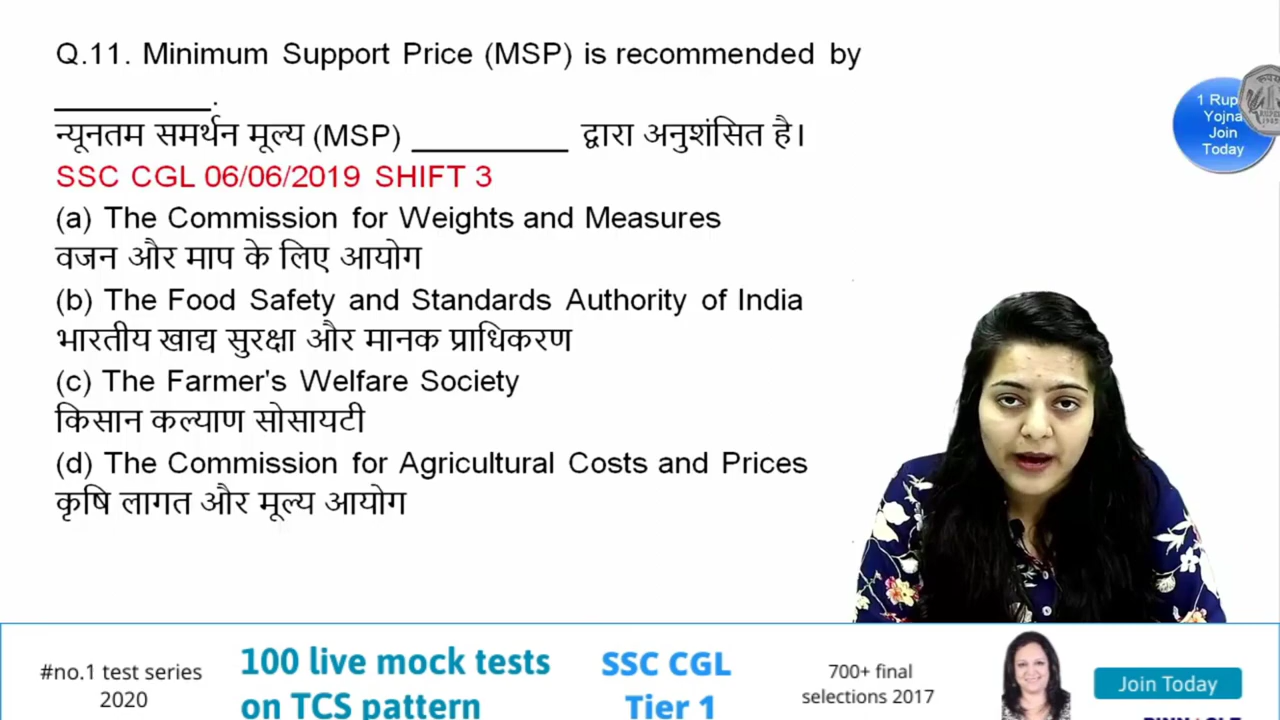 Q.11. Minimum Support Price (MSP) is recommended by
_________.
न्यूनतम समर्थन मूल्य (MSP) _________ द्वारा अनुशंसित है।
SSC CGL 06/06/2019 SHIFT 3
(a) The Commission for Weights and Measures
वजन और माप के लिए आयोग
(b) The Food Safety and Standards Authority of India
भारतीय खाद्य सुरक्षा और मानक प्राधिकरण
(c) The Farmer's Welfare Society
किसान कल्याण सोसायटी
(d) The Commission for Agricultural Costs and Prices
कृषि लागत और मूल्य आयोग
1 Rup
Yojna
Join
Today
#no.1 test series
2020
100 live mock tests
on TCS pattern
SSC CGL
Tier 1
700+ final
selections 2017
Join Today